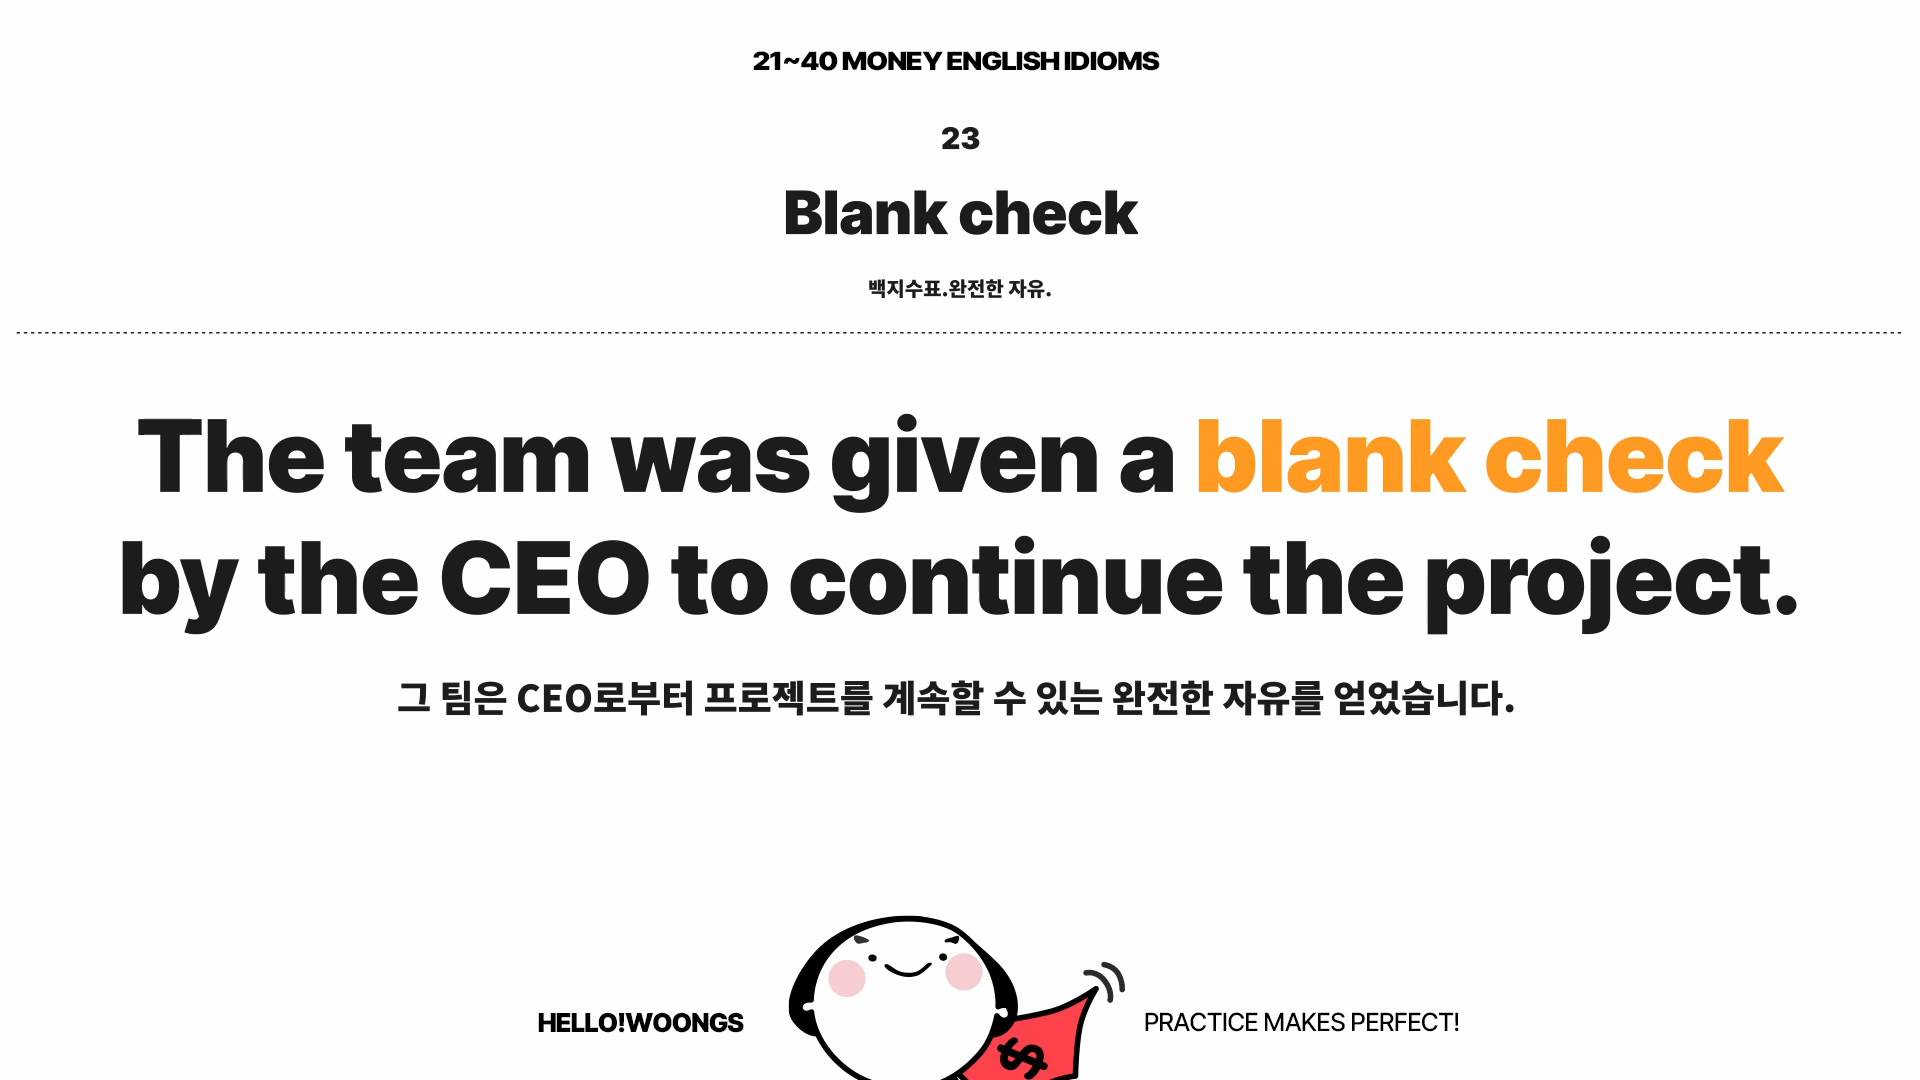 21~40 MONEY ENGLISH IDIOMS
23
Blank check
백지수표.완전한 자유.
The team was given a blank check
by the CEO to continue the project.
그 팀은 CEO로부터 프로젝트를 계속할 수 있는 완전한 자유를 얻었습니다.
HELLO!WOONGS
$
PRACTICE MAKES PERFECT!